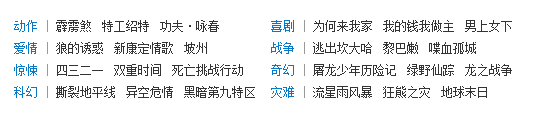 动作 | 霹雳煞 特工绍特 功夫·咏春 喜剧 | 为何来我家 我的钱我做主 男上女下
爱情 | 狼的诱惑 新康定情歌 坡州 战争 | 逃出坎大哈 黎巴嫩 喋血孤城
惊悚 | 四三二一 双重时间 死亡挑战行动 奇幻 | 屠龙少年历险记 绿野仙踪 龙之战争
科幻 | 撕裂地平线 异空危情 黑暗第九特区 灾难 | 流星雨风暴 狂熊之灾 地球末日